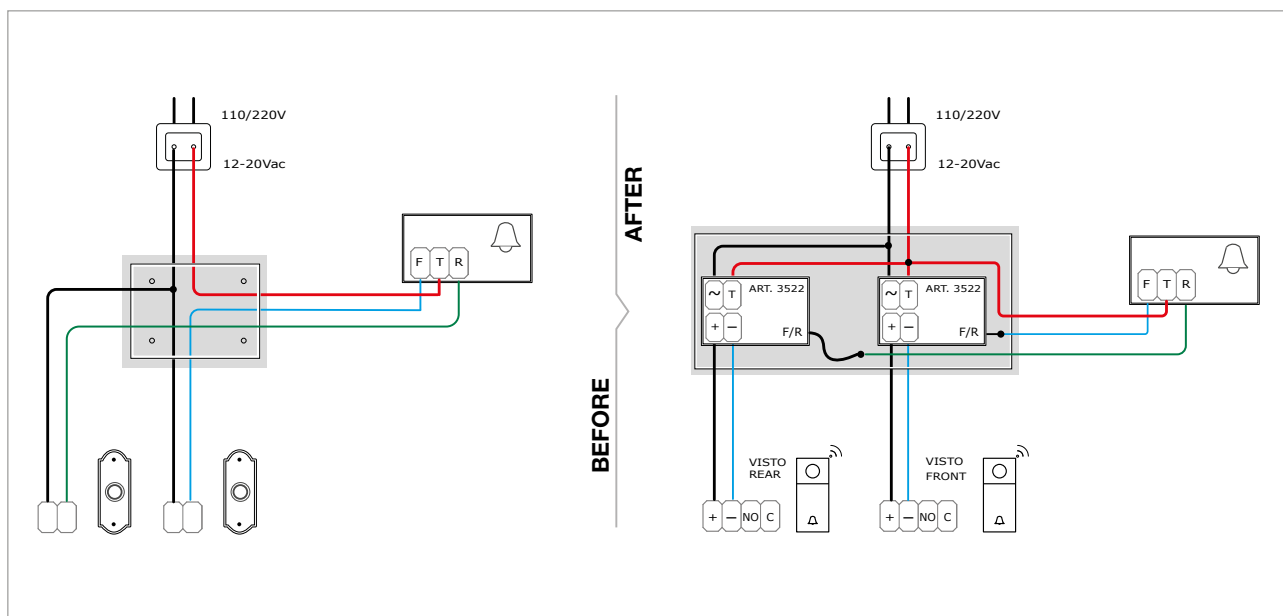 110/220V
12-20Vac
F T R
BEFORE
AFTER
110/220V
12-20Vac
~ T
ART. 3522
+ −
F/R
~ T
ART. 3522
+ −
F/R
F T R
VISTO
REAR
+ − NO C
VISTO
FRONT
+ − NO C